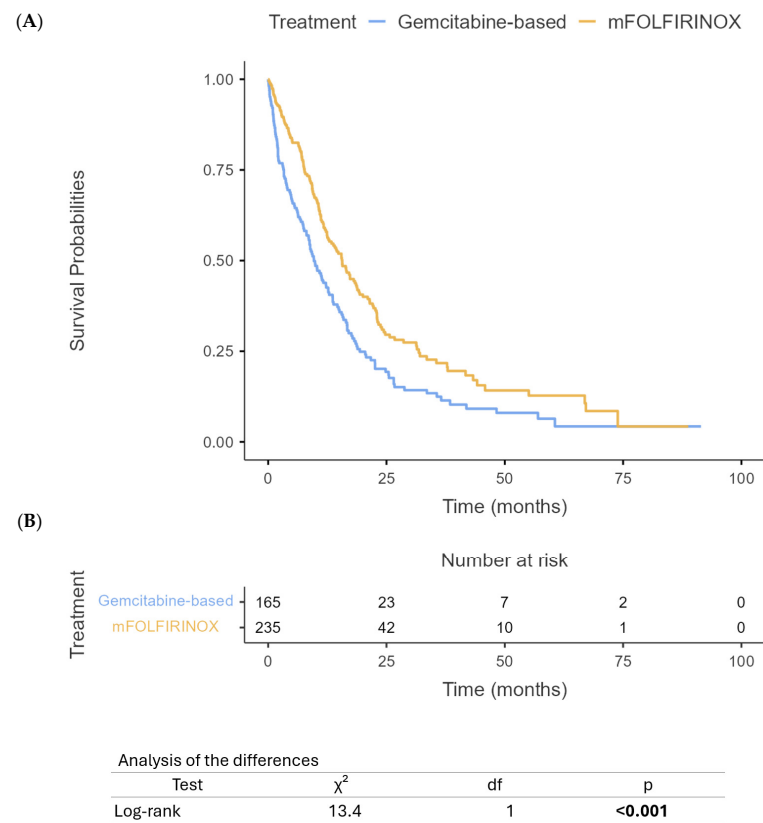 (A)
Treatment Gemcitabine-based mFOLFIRINOX
Survival Probabilities
1.00
0.75
0.50
0.25
0.00
0 25 50 75 100
Time (months)
(B)
Number at risk
Treatment
Gemcitabine-based 165 23 7 2 0
mFOLFIRINOX 235 42 10 1 0
0 25 50 75 100
Time (months)
Analysis of the differences
Test χ² df p
Log-rank 13.4 1 <0.001